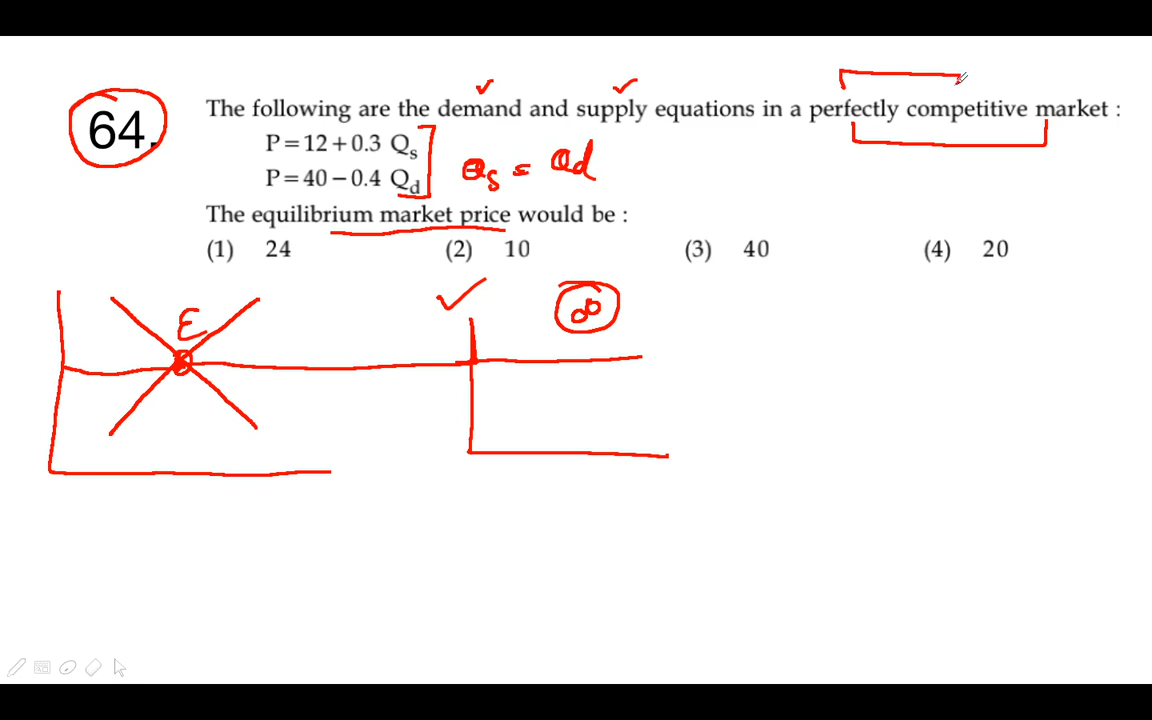 64.
The following are the demand and supply equations in a perfectly competitive market :
P = 12 + 0.3 Qs
P = 40 − 0.4 Qd
Qs = Qd
The equilibrium market price would be :
(1) 24 (2) 10 (3) 40 (4) 20
E
∞